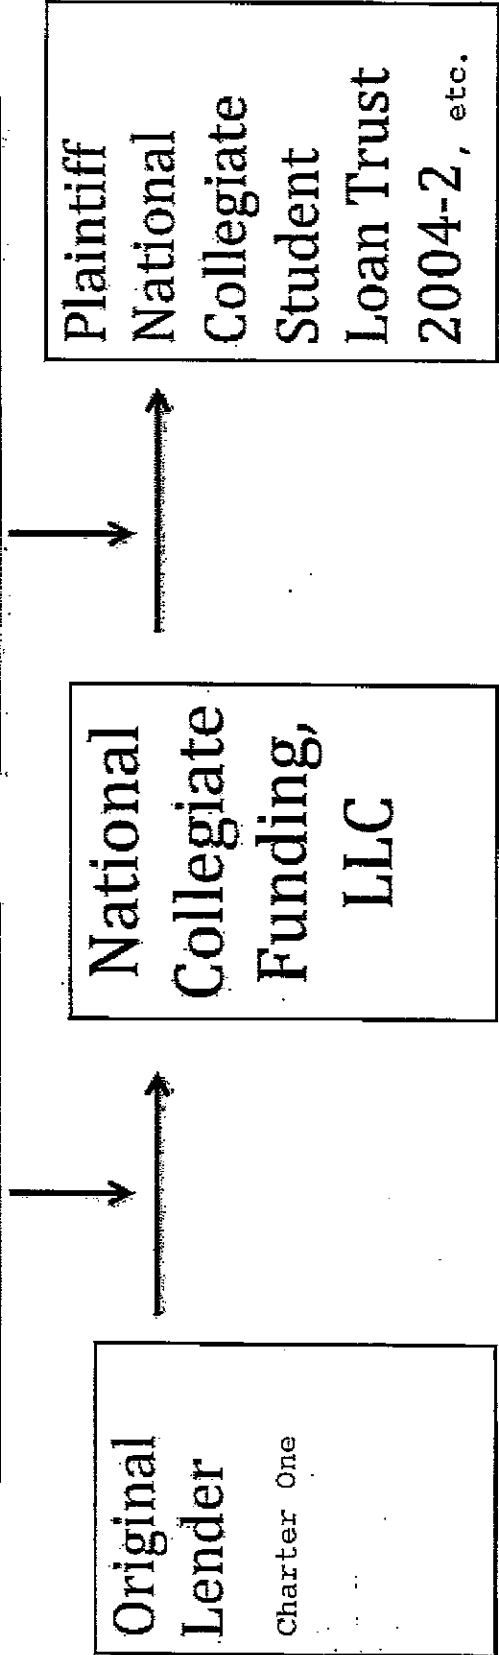 Original
Lender
Charter One
National
Collegiate
Funding,
LLC
Plaintiff
National
Collegiate
Student
Loan Trust
2004-2, etc.